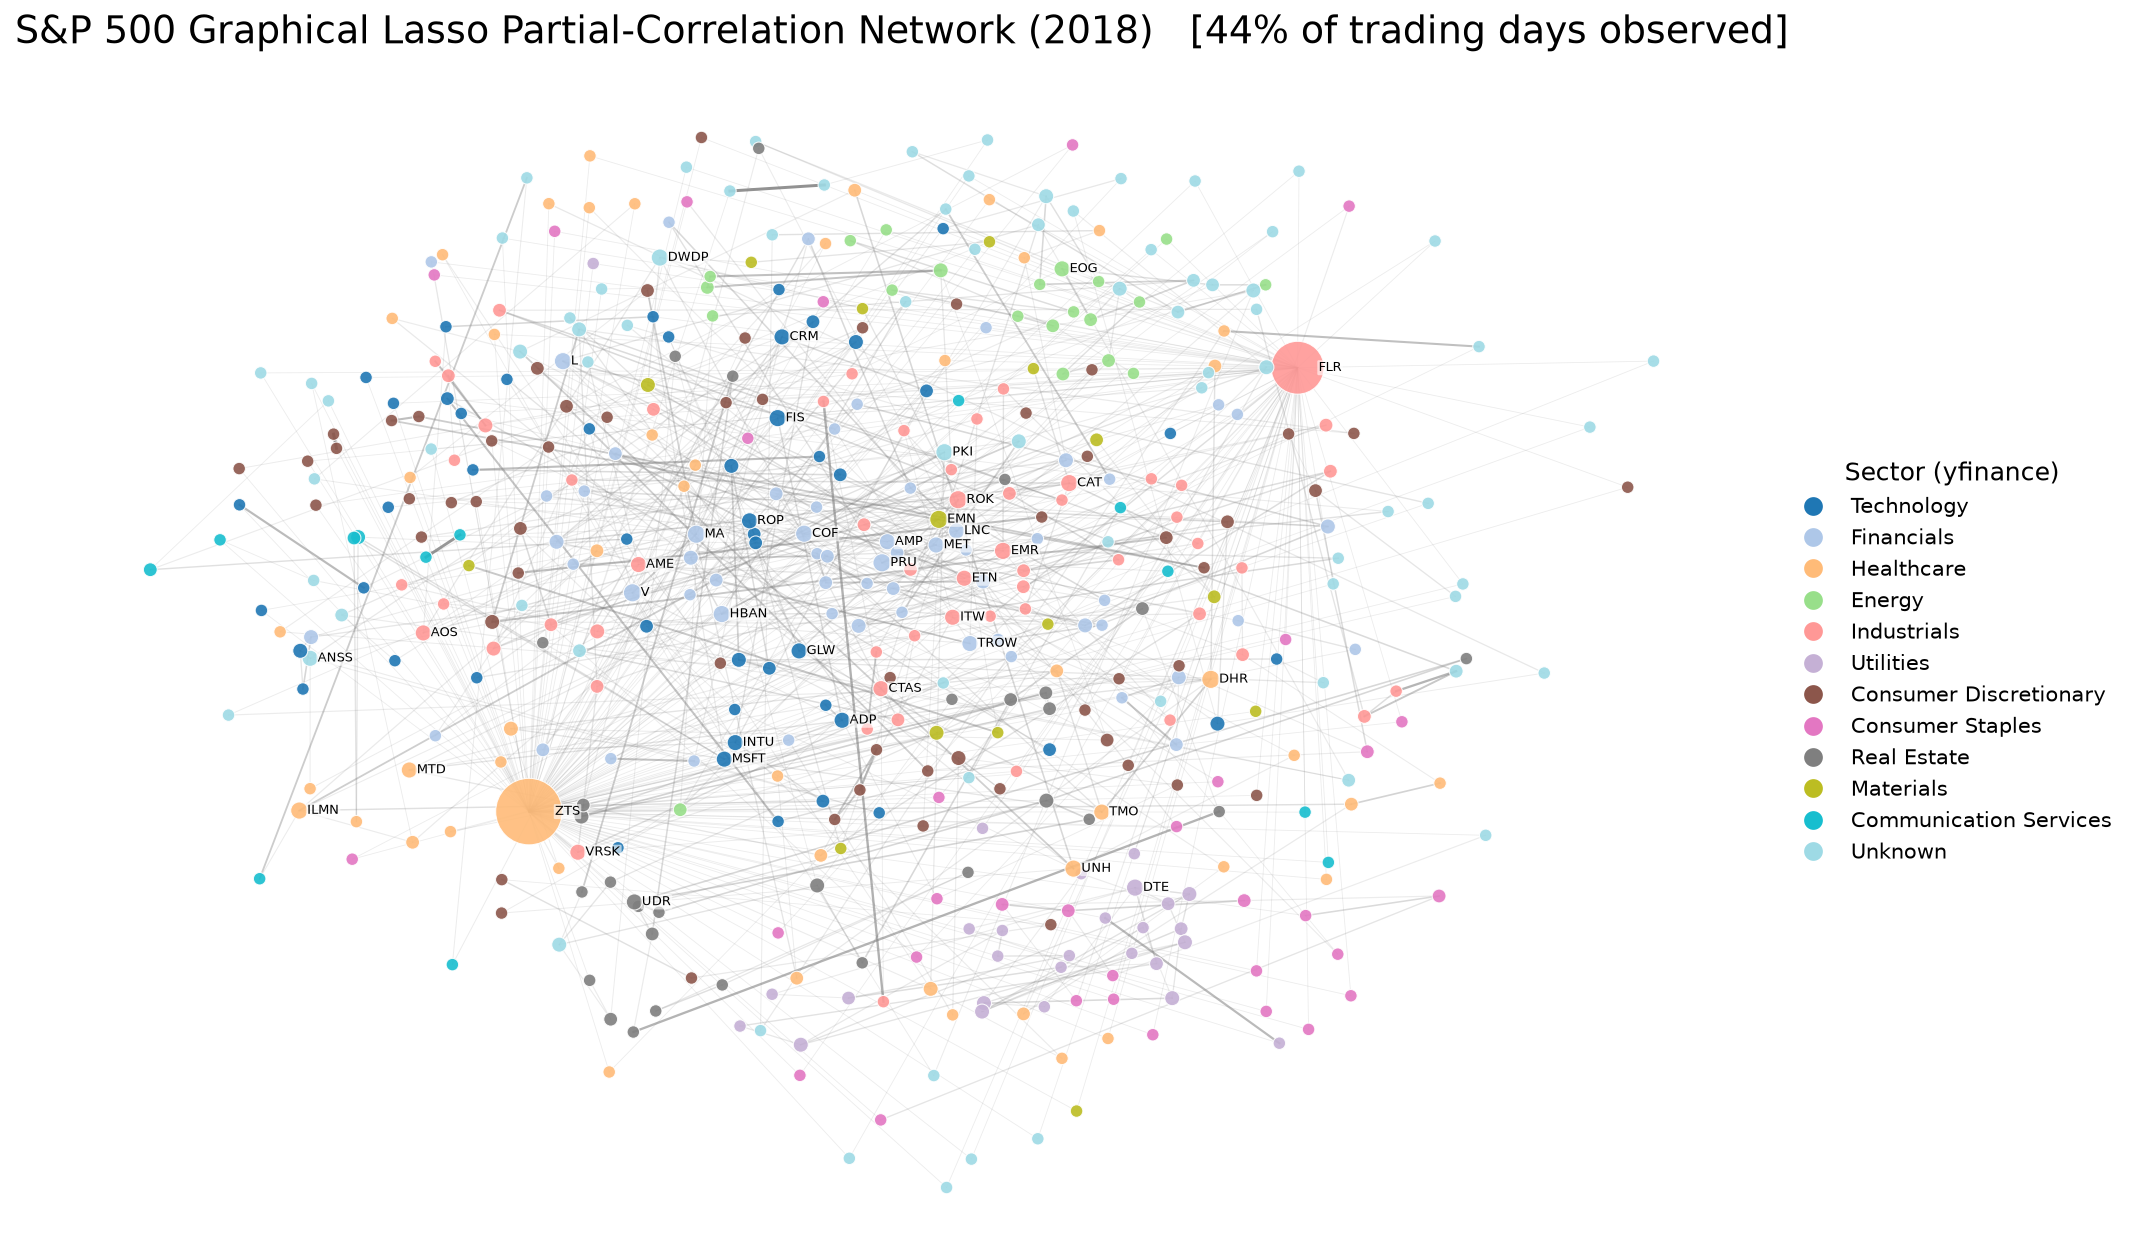 S&P 500 Graphical Lasso Partial-Correlation Network (2018)   [44% of trading days observed]
DWDP
EOG
CRM
L
FLR
FIS
PKI
CAT
ROK
EMN
ROP
LNC
MA
COF
AMP
MET
EMR
PRU
AME
ETN
V
HBAN
ITW
AOS
TROW
GLW
ANSS
DHR
CTAS
ADP
INTU
MSFT
MTD
ILMN
ZTS
TMO
VRSK
UNH
DTE
UDR
Sector (yfinance)
Technology
Financials
Healthcare
Energy
Industrials
Utilities
Consumer Discretionary
Consumer Staples
Real Estate
Materials
Communication Services
Unknown